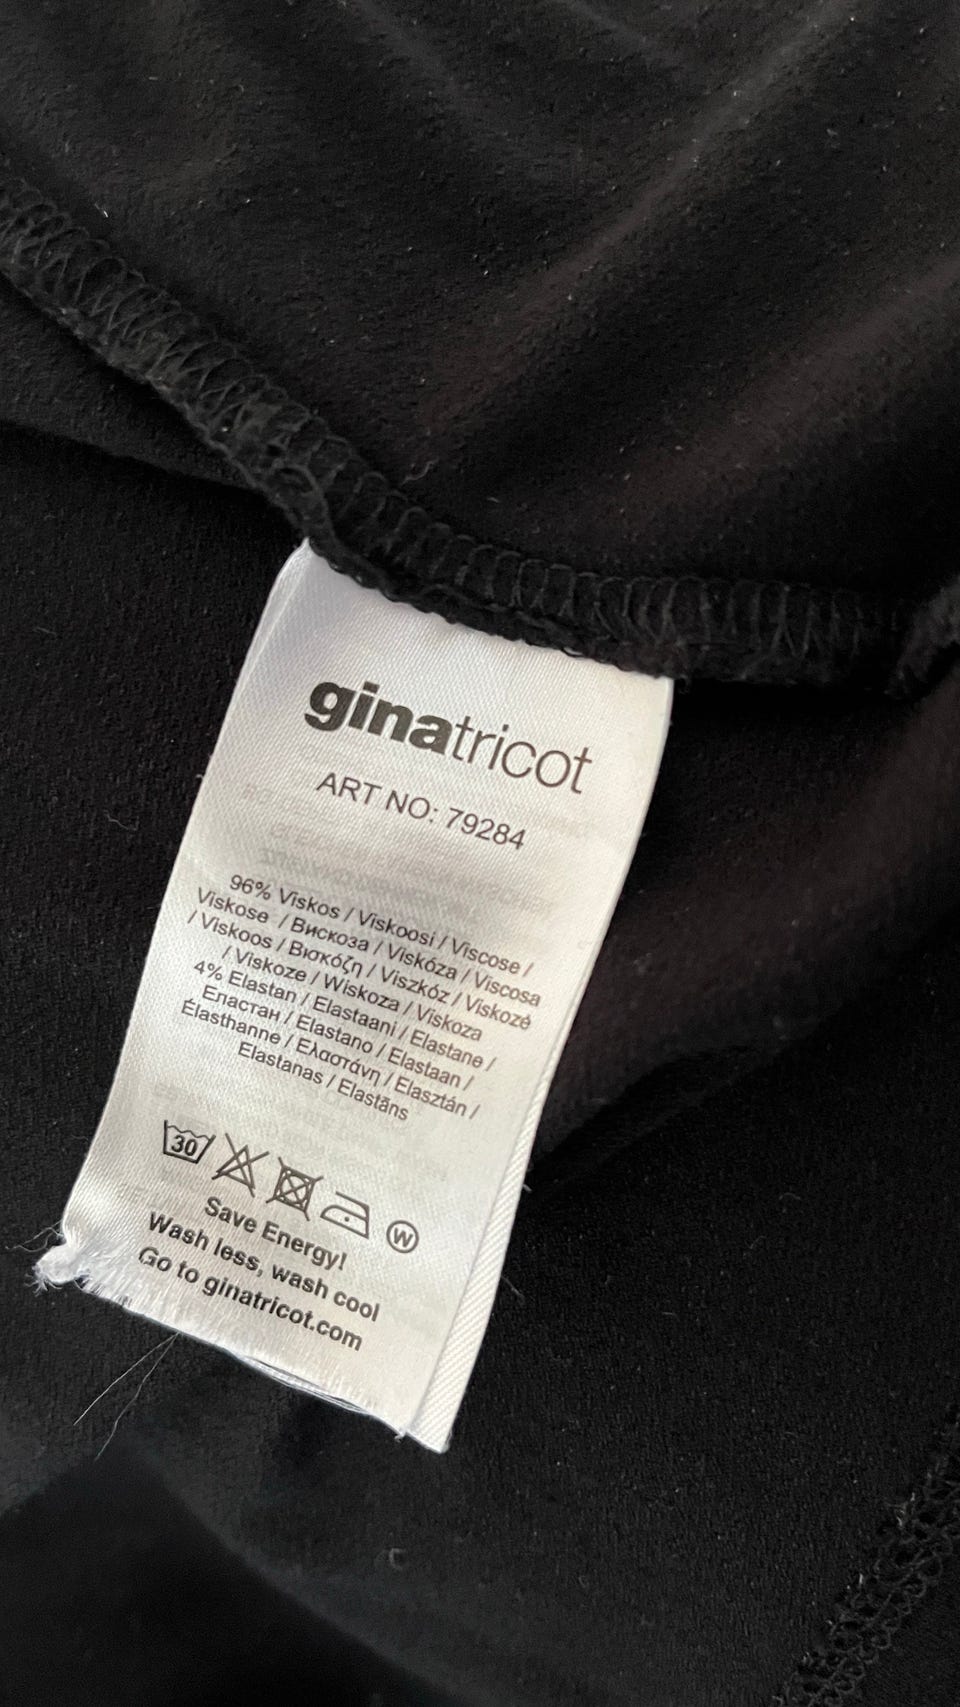 ginatricot
ART NO: 79284
96% Viskos / Viskoosi / Viscose /
Viskose / Вискоза / Viskóza / Viscosa
/ Viskoos / Βισκόζη / Viszkóz / Viskozė
/ Viskoze / Wiskoza / Viskoza
4% Elastan / Elastaani / Elastane /
Еластан / Elastano / Elastaan /
Élasthanne / Ελαστάνη / Elasztán /
Elastanas / Elastāns
30
W
Save Energy!
Wash less, wash cool
Go to ginatricot.com